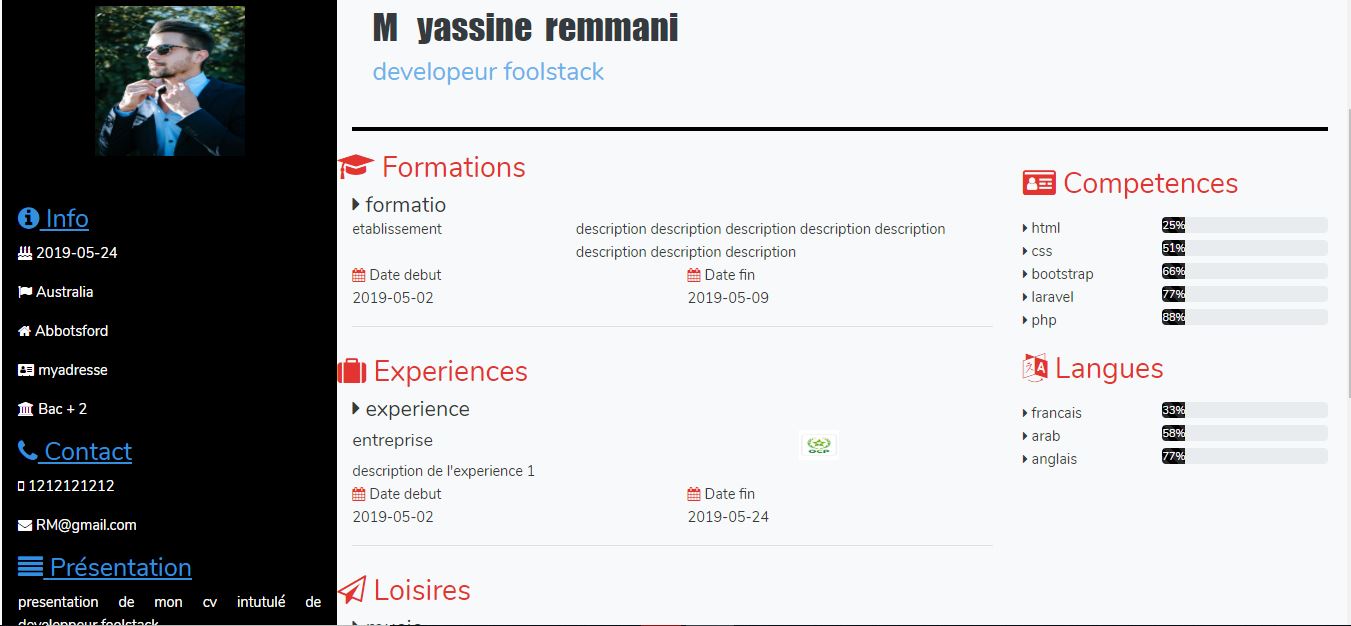 M yassine remmani
developeur foolstack
Info
2019-05-24
Australia
Abbotsford
myadresse
Bac + 2
Contact
1212121212
RM@gmail.com
Présentation
presentation de mon cv intutulé de
developpeur foolstack
Formations
formatio
etablissement
description description description description description
description description description
Date debut
Date fin
2019-05-02
2019-05-09
Experiences
experience
entreprise
OCP
description de l'experience 1
Date debut
Date fin
2019-05-02
2019-05-24
Loisires
Competences
html 25%
css 51%
bootstrap 66%
laravel 77%
php 88%
Langues
francais 33%
arab 58%
anglais 77%